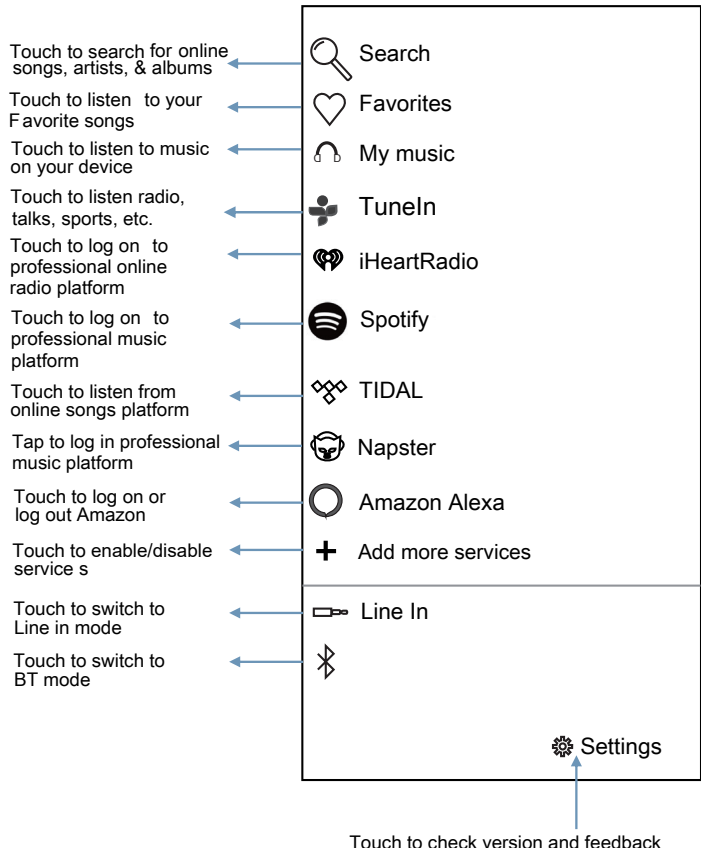 Touch to search for online
songs, artists, & albums
Search
Touch to listen to your
Favorite songs
Favorites
Touch to listen to music
on your device
My music
Touch to listen radio,
talks, sports, etc.
TuneIn
Touch to log on to
professional online
radio platform
iHeartRadio
Touch to log on to
professional music
platform
Spotify
Touch to listen from
online songs platform
TIDAL
Tap to log in professional
music platform
Napster
Touch to log on or
log out Amazon
Amazon Alexa
Touch to enable/disable
service s
Add more services
Touch to switch to
Line in mode
Line In
Touch to switch to
BT mode
Settings
Touch to check version and feedback